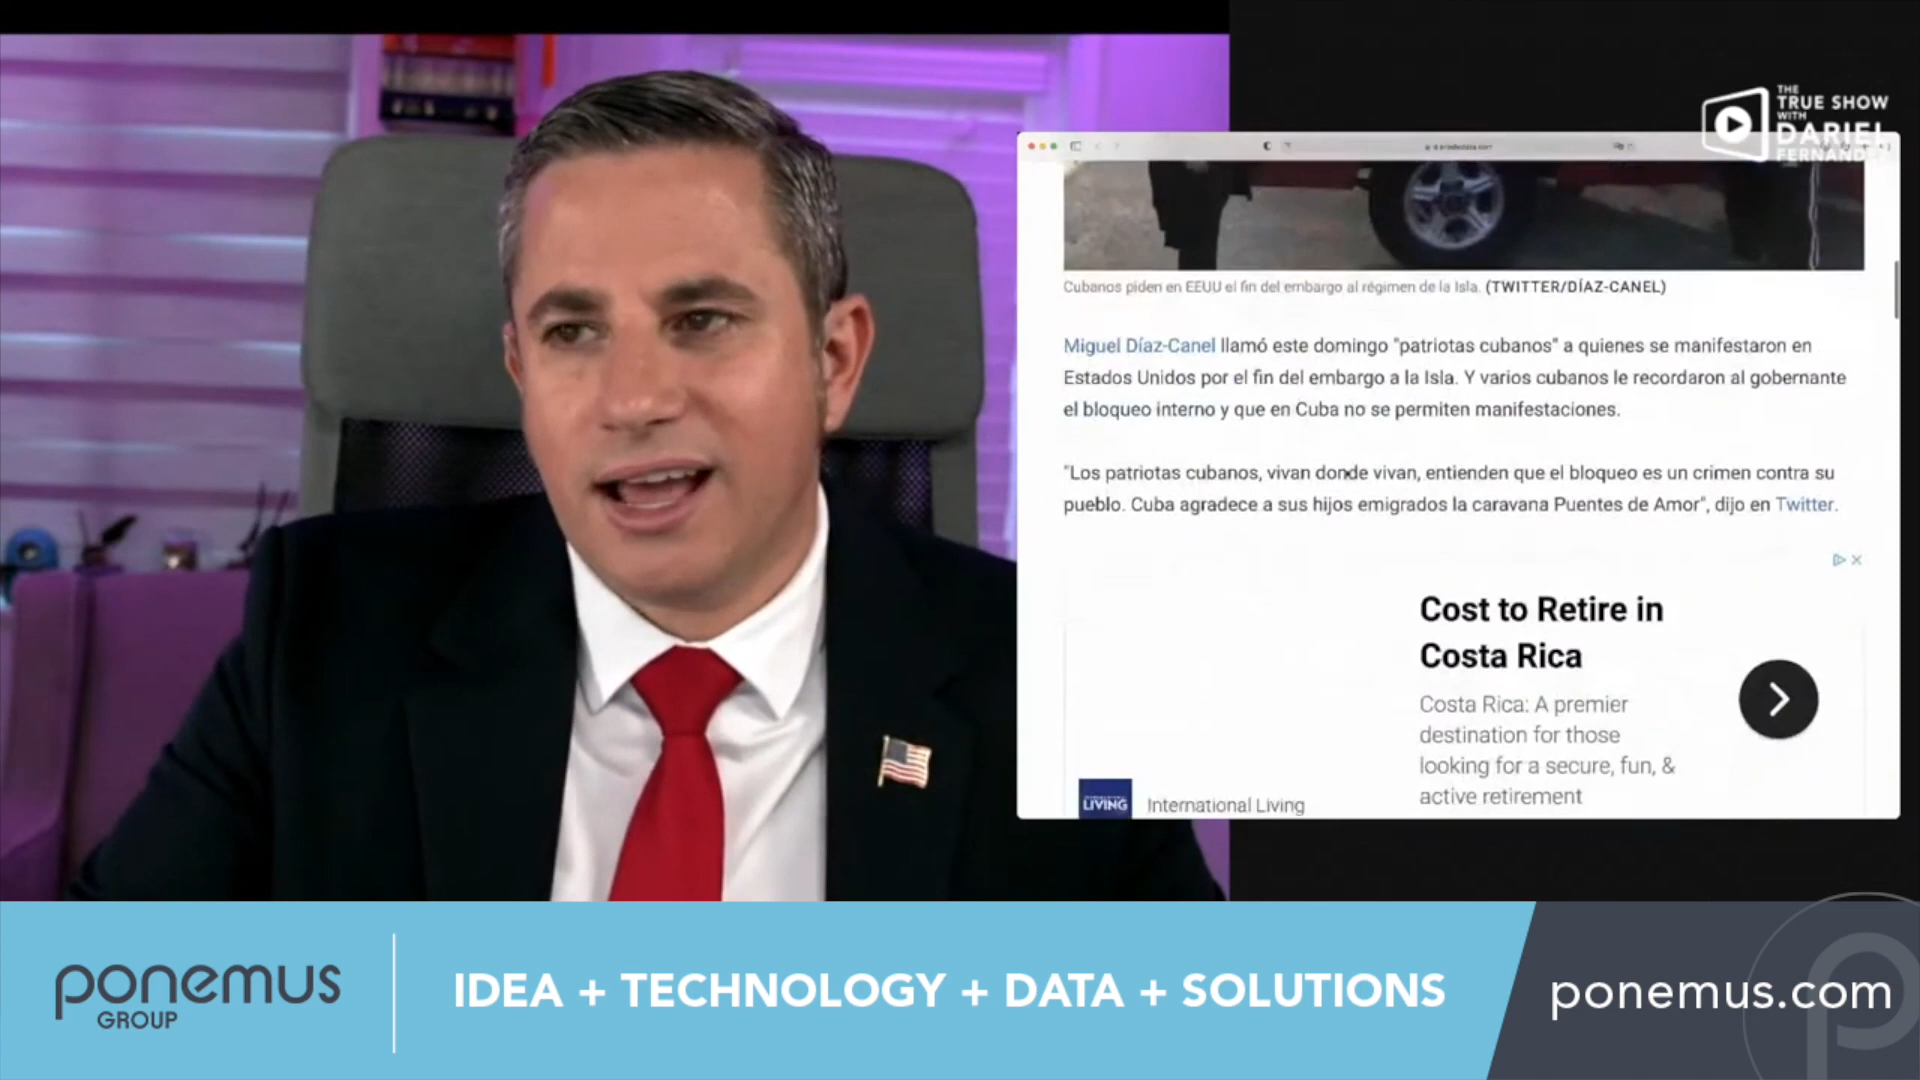 THE
TRUE SHOW
WITH
DARIEL
Cubanos piden en EEUU el fin del embargo al régimen de la Isla. (TWITTER/DÍAZ-CANEL)
Miguel Díaz-Canel llamó este domingo "patriotas cubanos" a quienes se manifestaron en
Estados Unidos por el fin del embargo a la Isla. Y varios cubanos le recordaron al gobernante
el bloqueo interno y que en Cuba no se permiten manifestaciones.
"Los patriotas cubanos, vivan donde vivan, entienden que el bloqueo es un crimen contra su
pueblo. Cuba agradece a sus hijos emigrados la caravana Puentes de Amor", dijo en Twitter.
Cost to Retire in
Costa Rica
Costa Rica: A premier
destination for those
looking for a secure, fun, &
active retirement
LIVING
International Living
ponemus
GROUP
IDEA + TECHNOLOGY + DATA + SOLUTIONS
ponemus.com